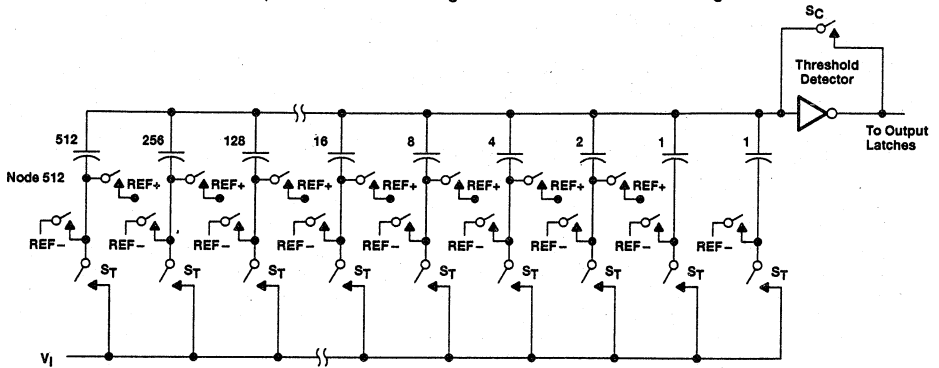 SC
Threshold
Detector
To Output
Latches
512 256 128 16 8 4 2 1 1
Node 512
REF+ REF+ REF+ REF+ REF+ REF+ REF+
REF− REF− REF− REF− REF− REF− REF− REF− REF−
ST ST ST ST ST ST ST ST ST
VI